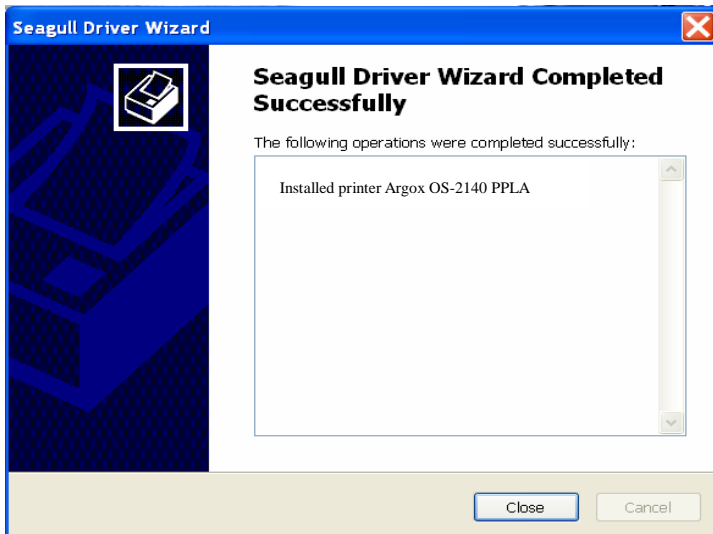 Seagull Driver Wizard
Seagull Driver Wizard Completed
Successfully
The following operations were completed successfully:
Installed printer Argox OS-2140 PPLA
Close
Cancel